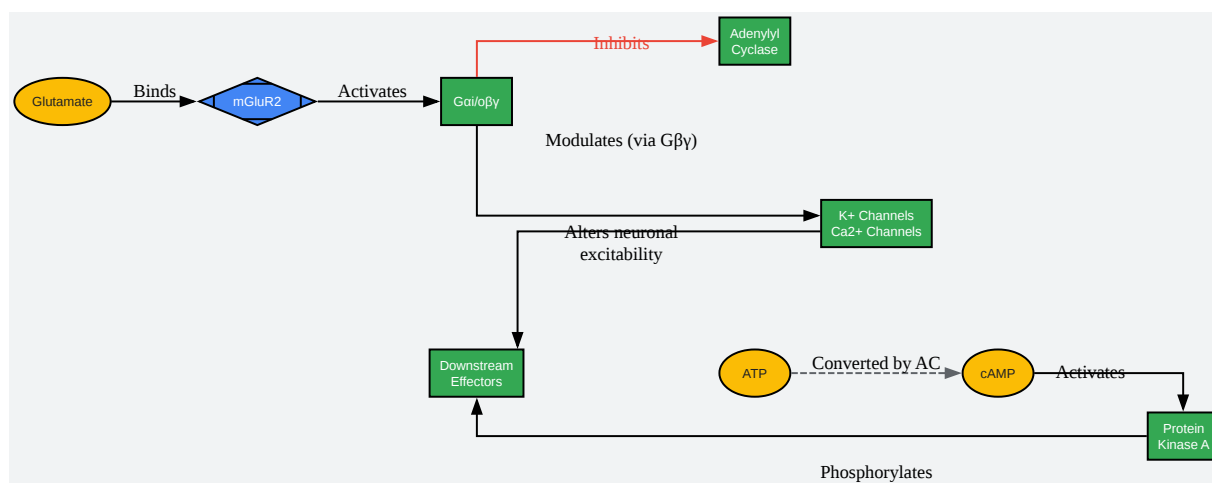 Adenylyl
Cyclase
Inhibits
Glutamate
Binds
mGluR2
Activates
Gαi/oβγ
Modulates (via Gβγ)
K+ Channels
Ca2+ Channels
Alters neuronal
excitability
Downstream
Effectors
ATP
Converted by AC
cAMP
Activates
Protein
Kinase A
Phosphorylates